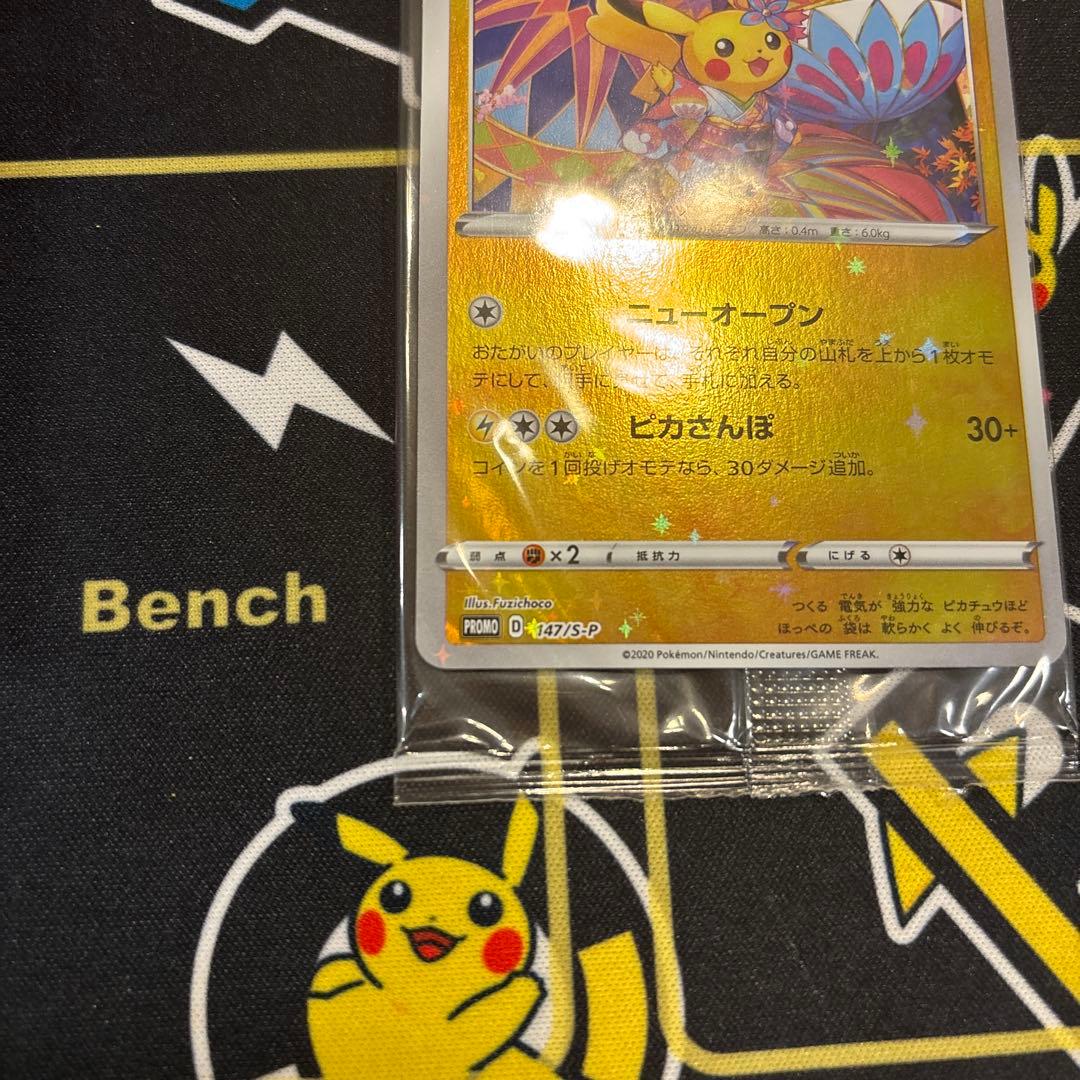 高さ：0.4m 重さ：6.0kg
ニューオープン
おたがいのプレイヤーは、それぞれ自分の山札を上から1枚オモ
テにして、手札に加える。
ピカさんぽ 30+
コインを1回投げオモテなら、30ダメージ追加。
弱点 ×2 抵抗力 にげる
Illus.Fuzichoco
つくる 電気が 強力な ピカチュウほど
PROMO D 147/S-P
ほっぺの 袋は 軟らかく よく 伸びるぞ。
©2020 Pokémon/Nintendo/Creatures/GAME FREAK.
Bench